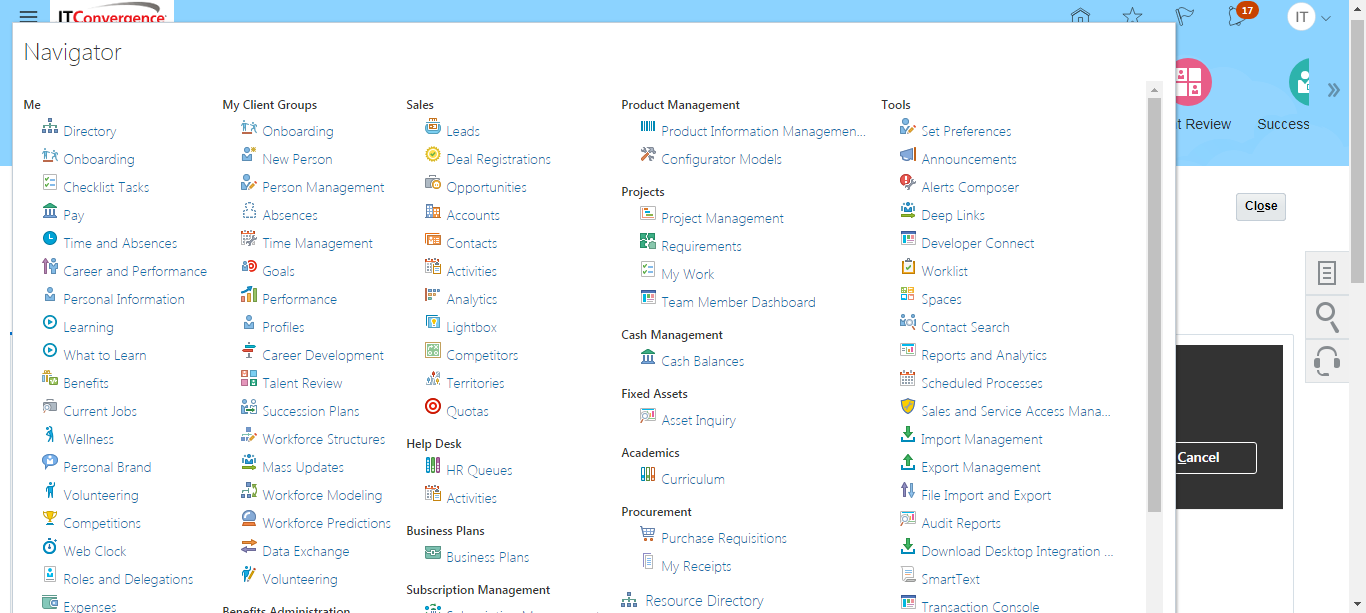 ITConvergence
17
IT
Navigator
Me
Directory
Onboarding
Checklist Tasks
Pay
Time and Absences
Career and Performance
Personal Information
Learning
What to Learn
Benefits
Current Jobs
Wellness
Personal Brand
Volunteering
Competitions
Web Clock
Roles and Delegations
Expenses
My Client Groups
Onboarding
New Person
Person Management
Absences
Time Management
Goals
Performance
Profiles
Career Development
Talent Review
Succession Plans
Workforce Structures
Mass Updates
Workforce Modeling
Workforce Predictions
Data Exchange
Volunteering
Benefits Administration
Sales
Leads
Deal Registrations
Opportunities
Accounts
Contacts
Activities
Analytics
Lightbox
Competitors
Territories
Quotas
Help Desk
HR Queues
Activities
Business Plans
Business Plans
Subscription Management
Product Management
Product Information Managemen...
Configurator Models
Projects
Project Management
Requirements
My Work
Team Member Dashboard
Cash Management
Cash Balances
Fixed Assets
Asset Inquiry
Academics
Curriculum
Procurement
Purchase Requisitions
My Receipts
Resource Directory
Tools
Set Preferences
Announcements
Alerts Composer
Deep Links
Developer Connect
Worklist
Spaces
Contact Search
Reports and Analytics
Scheduled Processes
Sales and Service Access Mana...
Import Management
Export Management
File Import and Export
Audit Reports
Download Desktop Integration ...
SmartText
Transaction Console
t Review
Success
Close
Cancel